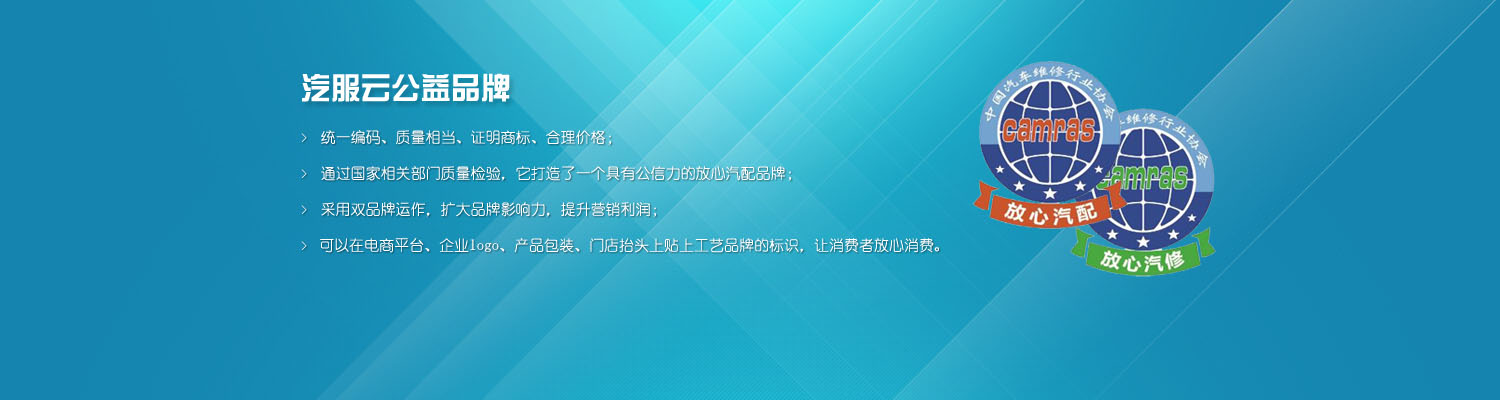 汽服云公益品牌
统一编码、质量相当、证明商标、合理价格；
通过国家相关部门质量检验，它打造了一个具有公信力的放心汽配品牌；
采用双品牌运作，扩大品牌影响力，提升营销利润；
可以在电商平台、企业logo、产品包装、门店抬头上贴上工艺品牌的标识，让消费者放心消费。
中国汽车维修行业协会
camras
放心汽配
维修行业协会
camras
放心汽修